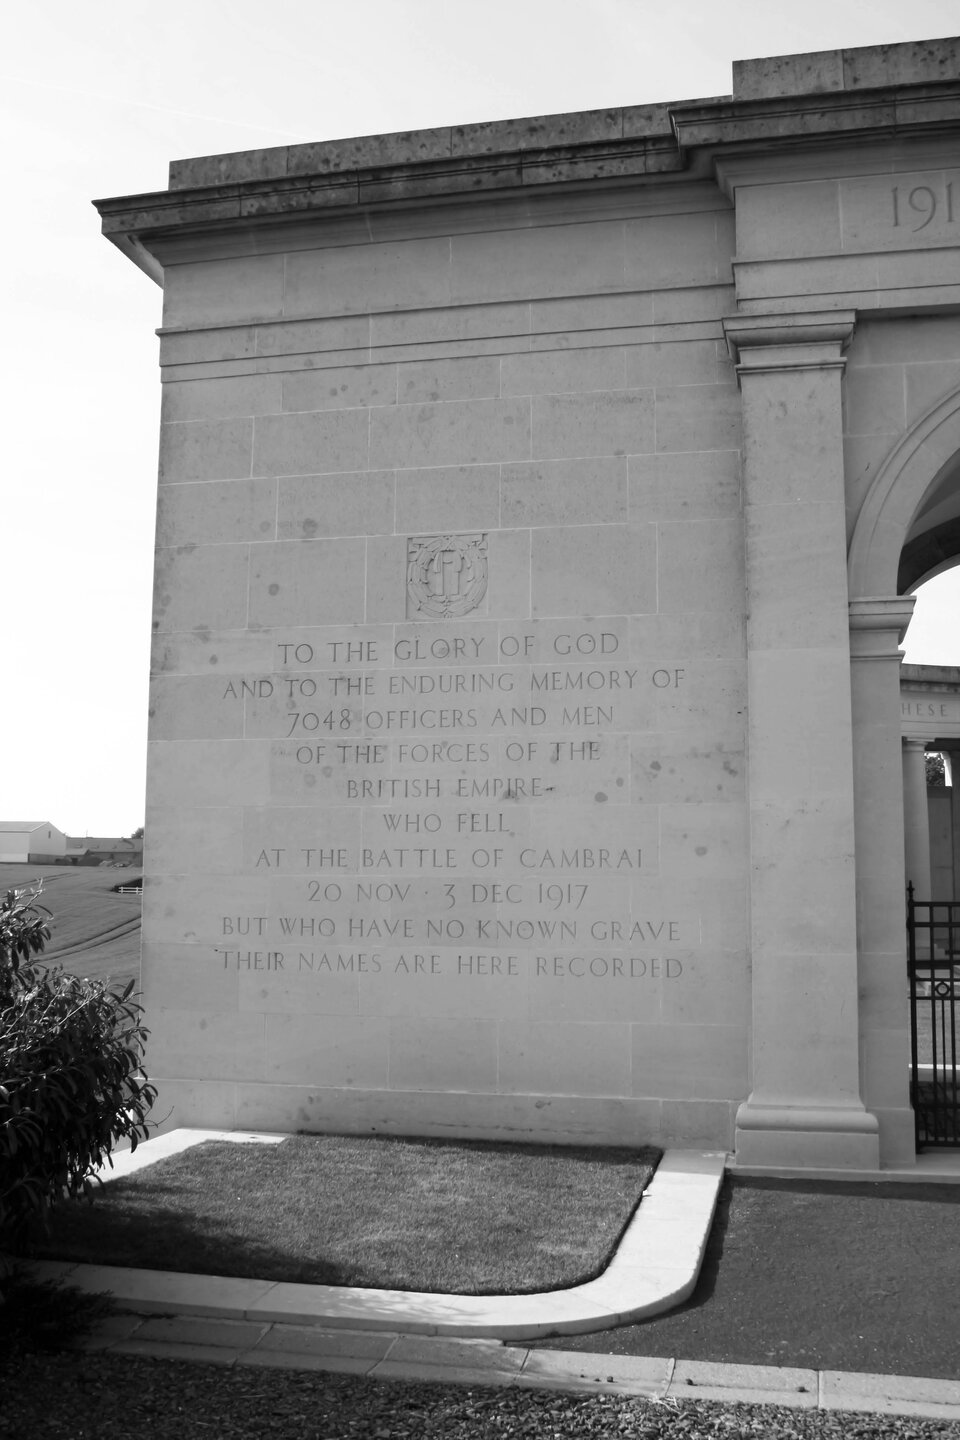 191
TO THE GLORY OF GOD
AND TO THE ENDURING MEMORY OF
7048 OFFICERS AND MEN
OF THE FORCES OF THE
BRITISH EMPIRE
WHO FELL
AT THE BATTLE OF CAMBRAI
20 NOV · 3 DEC 1917
BUT WHO HAVE NO KNOWN GRAVE
THEIR NAMES ARE HERE RECORDED
HESE